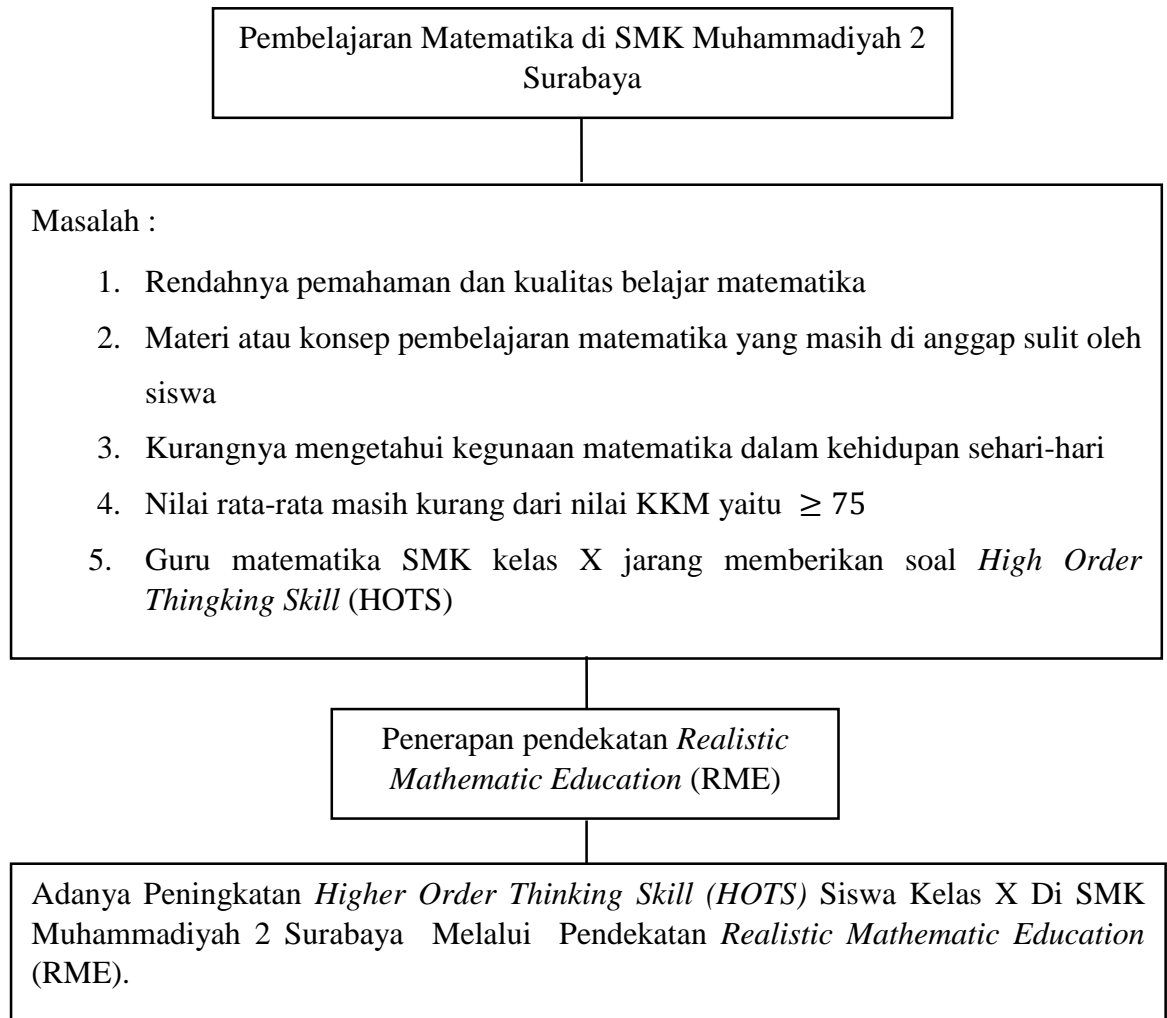 Pembelajaran Matematika di SMK Muhammadiyah 2
Surabaya
Masalah :
1. Rendahnya pemahaman dan kualitas belajar matematika
2. Materi atau konsep pembelajaran matematika yang masih di anggap sulit oleh
siswa
3. Kurangnya mengetahui kegunaan matematika dalam kehidupan sehari-hari
4. Nilai rata-rata masih kurang dari nilai KKM yaitu ≥ 75
5. Guru matematika SMK kelas X jarang memberikan soal High Order
Thingking Skill (HOTS)
Penerapan pendekatan Realistic
Mathematic Education (RME)
Adanya Peningkatan Higher Order Thinking Skill (HOTS) Siswa Kelas X Di SMK
Muhammadiyah 2 Surabaya Melalui Pendekatan Realistic Mathematic Education
(RME).